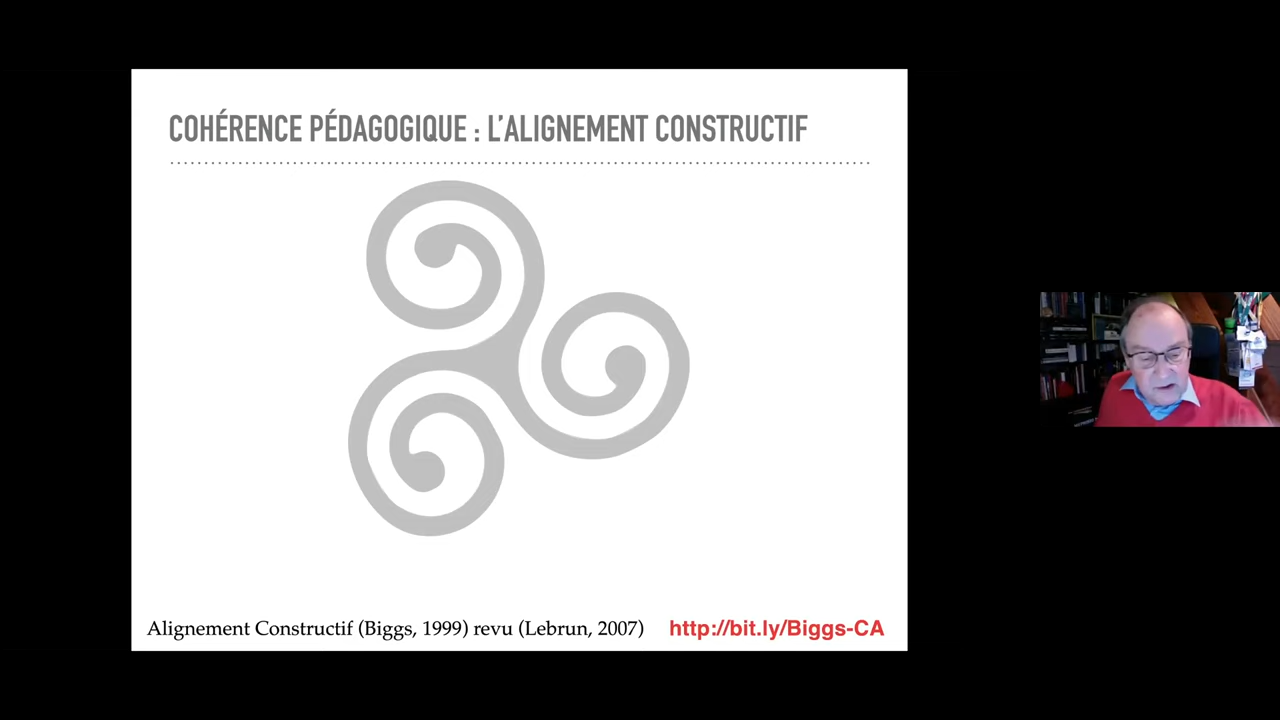 COHÉRENCE PÉDAGOGIQUE : L’ALIGNEMENT CONSTRUCTIF
Alignement Constructif (Biggs, 1999) revu (Lebrun, 2007) http://bit.ly/Biggs-CA